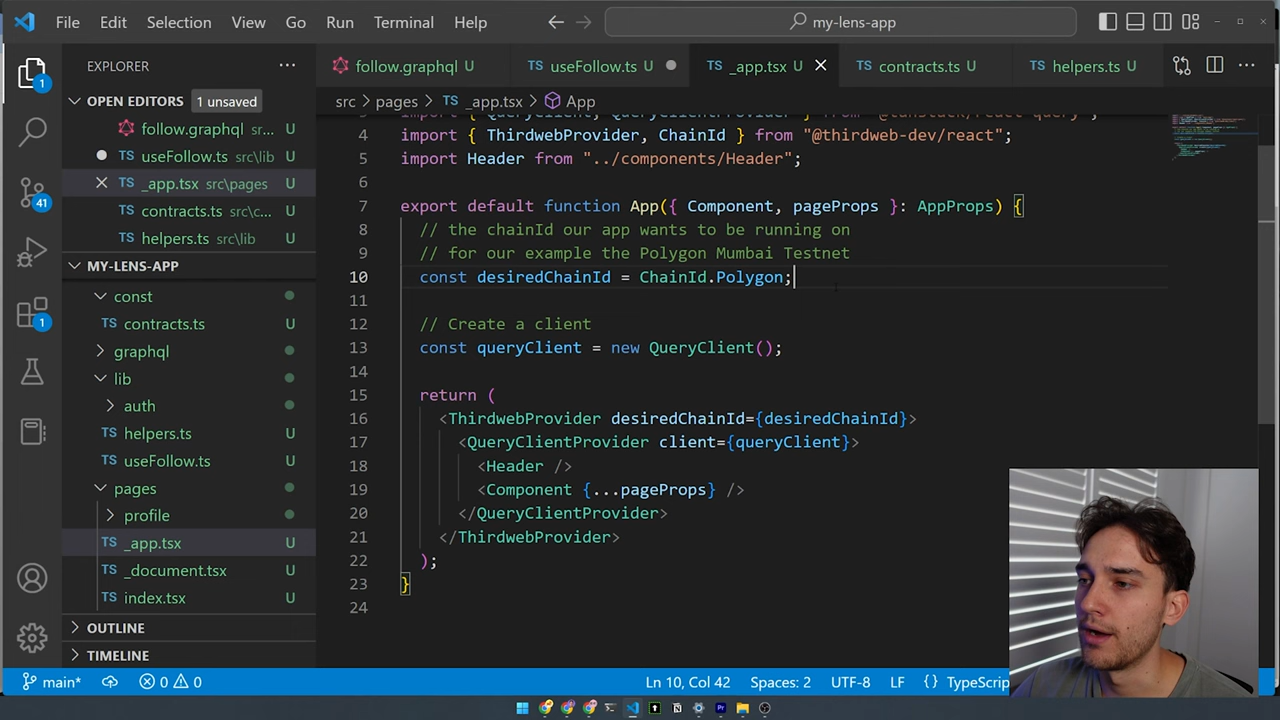 File Edit Selection View Go Run Terminal Help
my-lens-app
EXPLORER
OPEN EDITORS 1 unsaved
follow.graphql sr... U
useFollow.ts src\lib U
_app.tsx src\pages U
contracts.ts src\c... U
helpers.ts src\lib U
MY-LENS-APP
const
contracts.ts U
graphql
lib
auth
helpers.ts U
useFollow.ts U
pages
profile
_app.tsx U
_document.tsx U
index.tsx U
OUTLINE
TIMELINE
1
41
1
follow.graphql U
useFollow.ts U
_app.tsx U
contracts.ts U
helpers.ts U
src > pages > _app.tsx > App
4 import { ThirdwebProvider, ChainId } from "@thirdweb-dev/react";
5 import Header from "../components/Header";
6
7 export default function App({ Component, pageProps }: AppProps) {
8 // the chainId our app wants to be running on
9 // for our example the Polygon Mumbai Testnet
10 const desiredChainId = ChainId.Polygon;
11
12 // Create a client
13 const queryClient = new QueryClient();
14
15 return (
16 <ThirdwebProvider desiredChainId={desiredChainId}>
17 <QueryClientProvider client={queryClient}>
18 <Header />
19 <Component {...pageProps} />
20 </QueryClientProvider>
21 </ThirdwebProvider>
22 );
23 }
24
main* 0 0 Ln 10, Col 42 Spaces: 2 UTF-8 LF {} TypeScrip